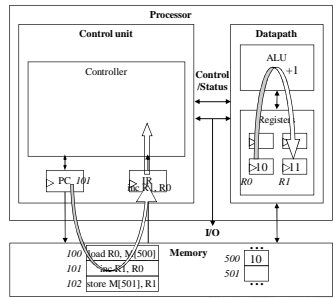 Processor
Control unit
Datapath
Controller
Control
/Status
ALU
+1
Registers
10
11
PC
101
IR
inc R1, R0
R0
R1
I/O
Memory
100
load R0, M[500]
101
inc R1, R0
102
store M[501], R1
...
500
10
501
...